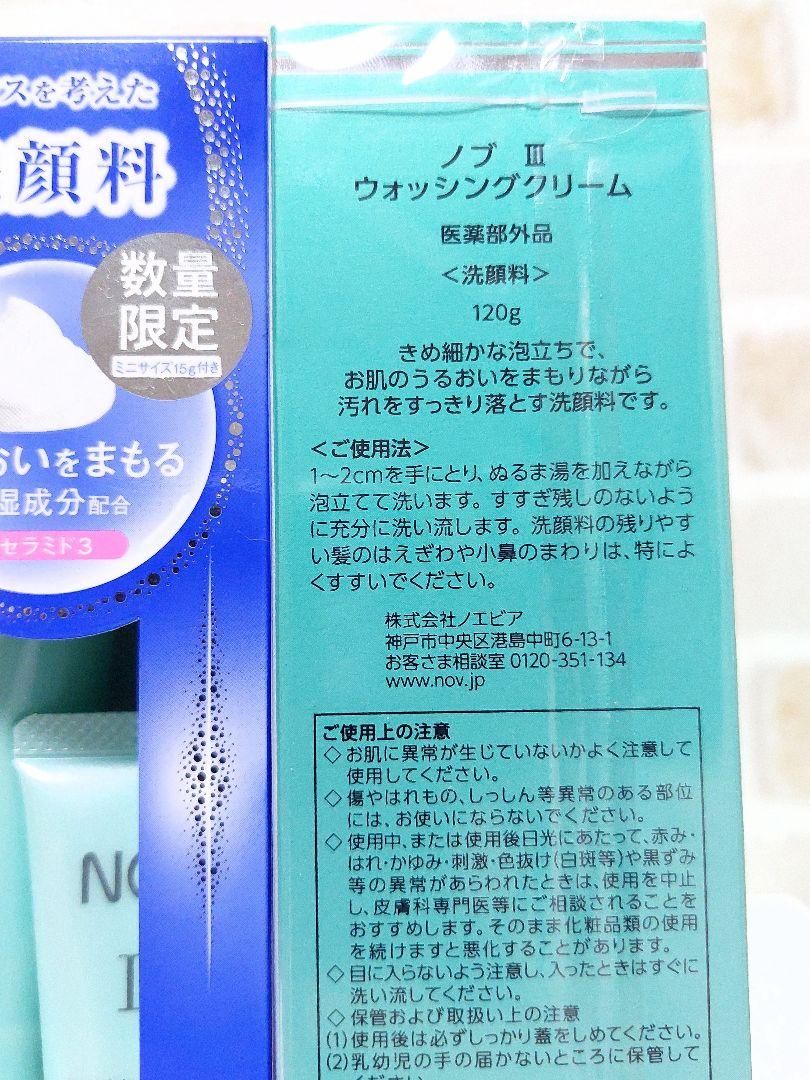 スを考えた
顔料
数量
限定
ミニサイズ15g付き
おいをまもる
湿成分配合
セラミド3
NO
ノブ Ⅲ
ウォッシングクリーム
医薬部外品
<洗顔料>
120g
きめ細かな泡立ちで、
お肌のうるおいをまもりながら
汚れをすっきり落とす洗顔料です。
<ご使用法>
1~2cmを手にとり、ぬるま湯を加えながら
泡立てて洗います。すすぎ残しのないよう
に充分に洗い流します。洗顔料の残りやす
い髪のはえぎわや小鼻のまわりは、特によ
くすすいでください。
株式会社ノエビア
神戸市中央区港島中町6-13-1
お客さま相談室 0120-351-134
www.nov.jp
ご使用上の注意
◇お肌に異常が生じていないかよく注意して
使用してください。
◇傷やはれもの、しっしん等異常のある部位
には、お使いにならないでください。
◇使用中、または使用後日光にあたって、赤み・
はれ・かゆみ・刺激・色抜け(白斑等)や黒ずみ
等の異常があらわれたときは、使用を中止
し、皮膚科専門医等にご相談されることを
おすすめします。そのまま化粧品類の使用
を続けますと悪化することがあります。
◇目に入らないよう注意し、入ったときはすぐに
洗い流してください。
◇保管および取扱い上の注意
(1)使用後は必ずしっかり蓋をしめてください。
(2)乳幼児の手の届かないところに保管して